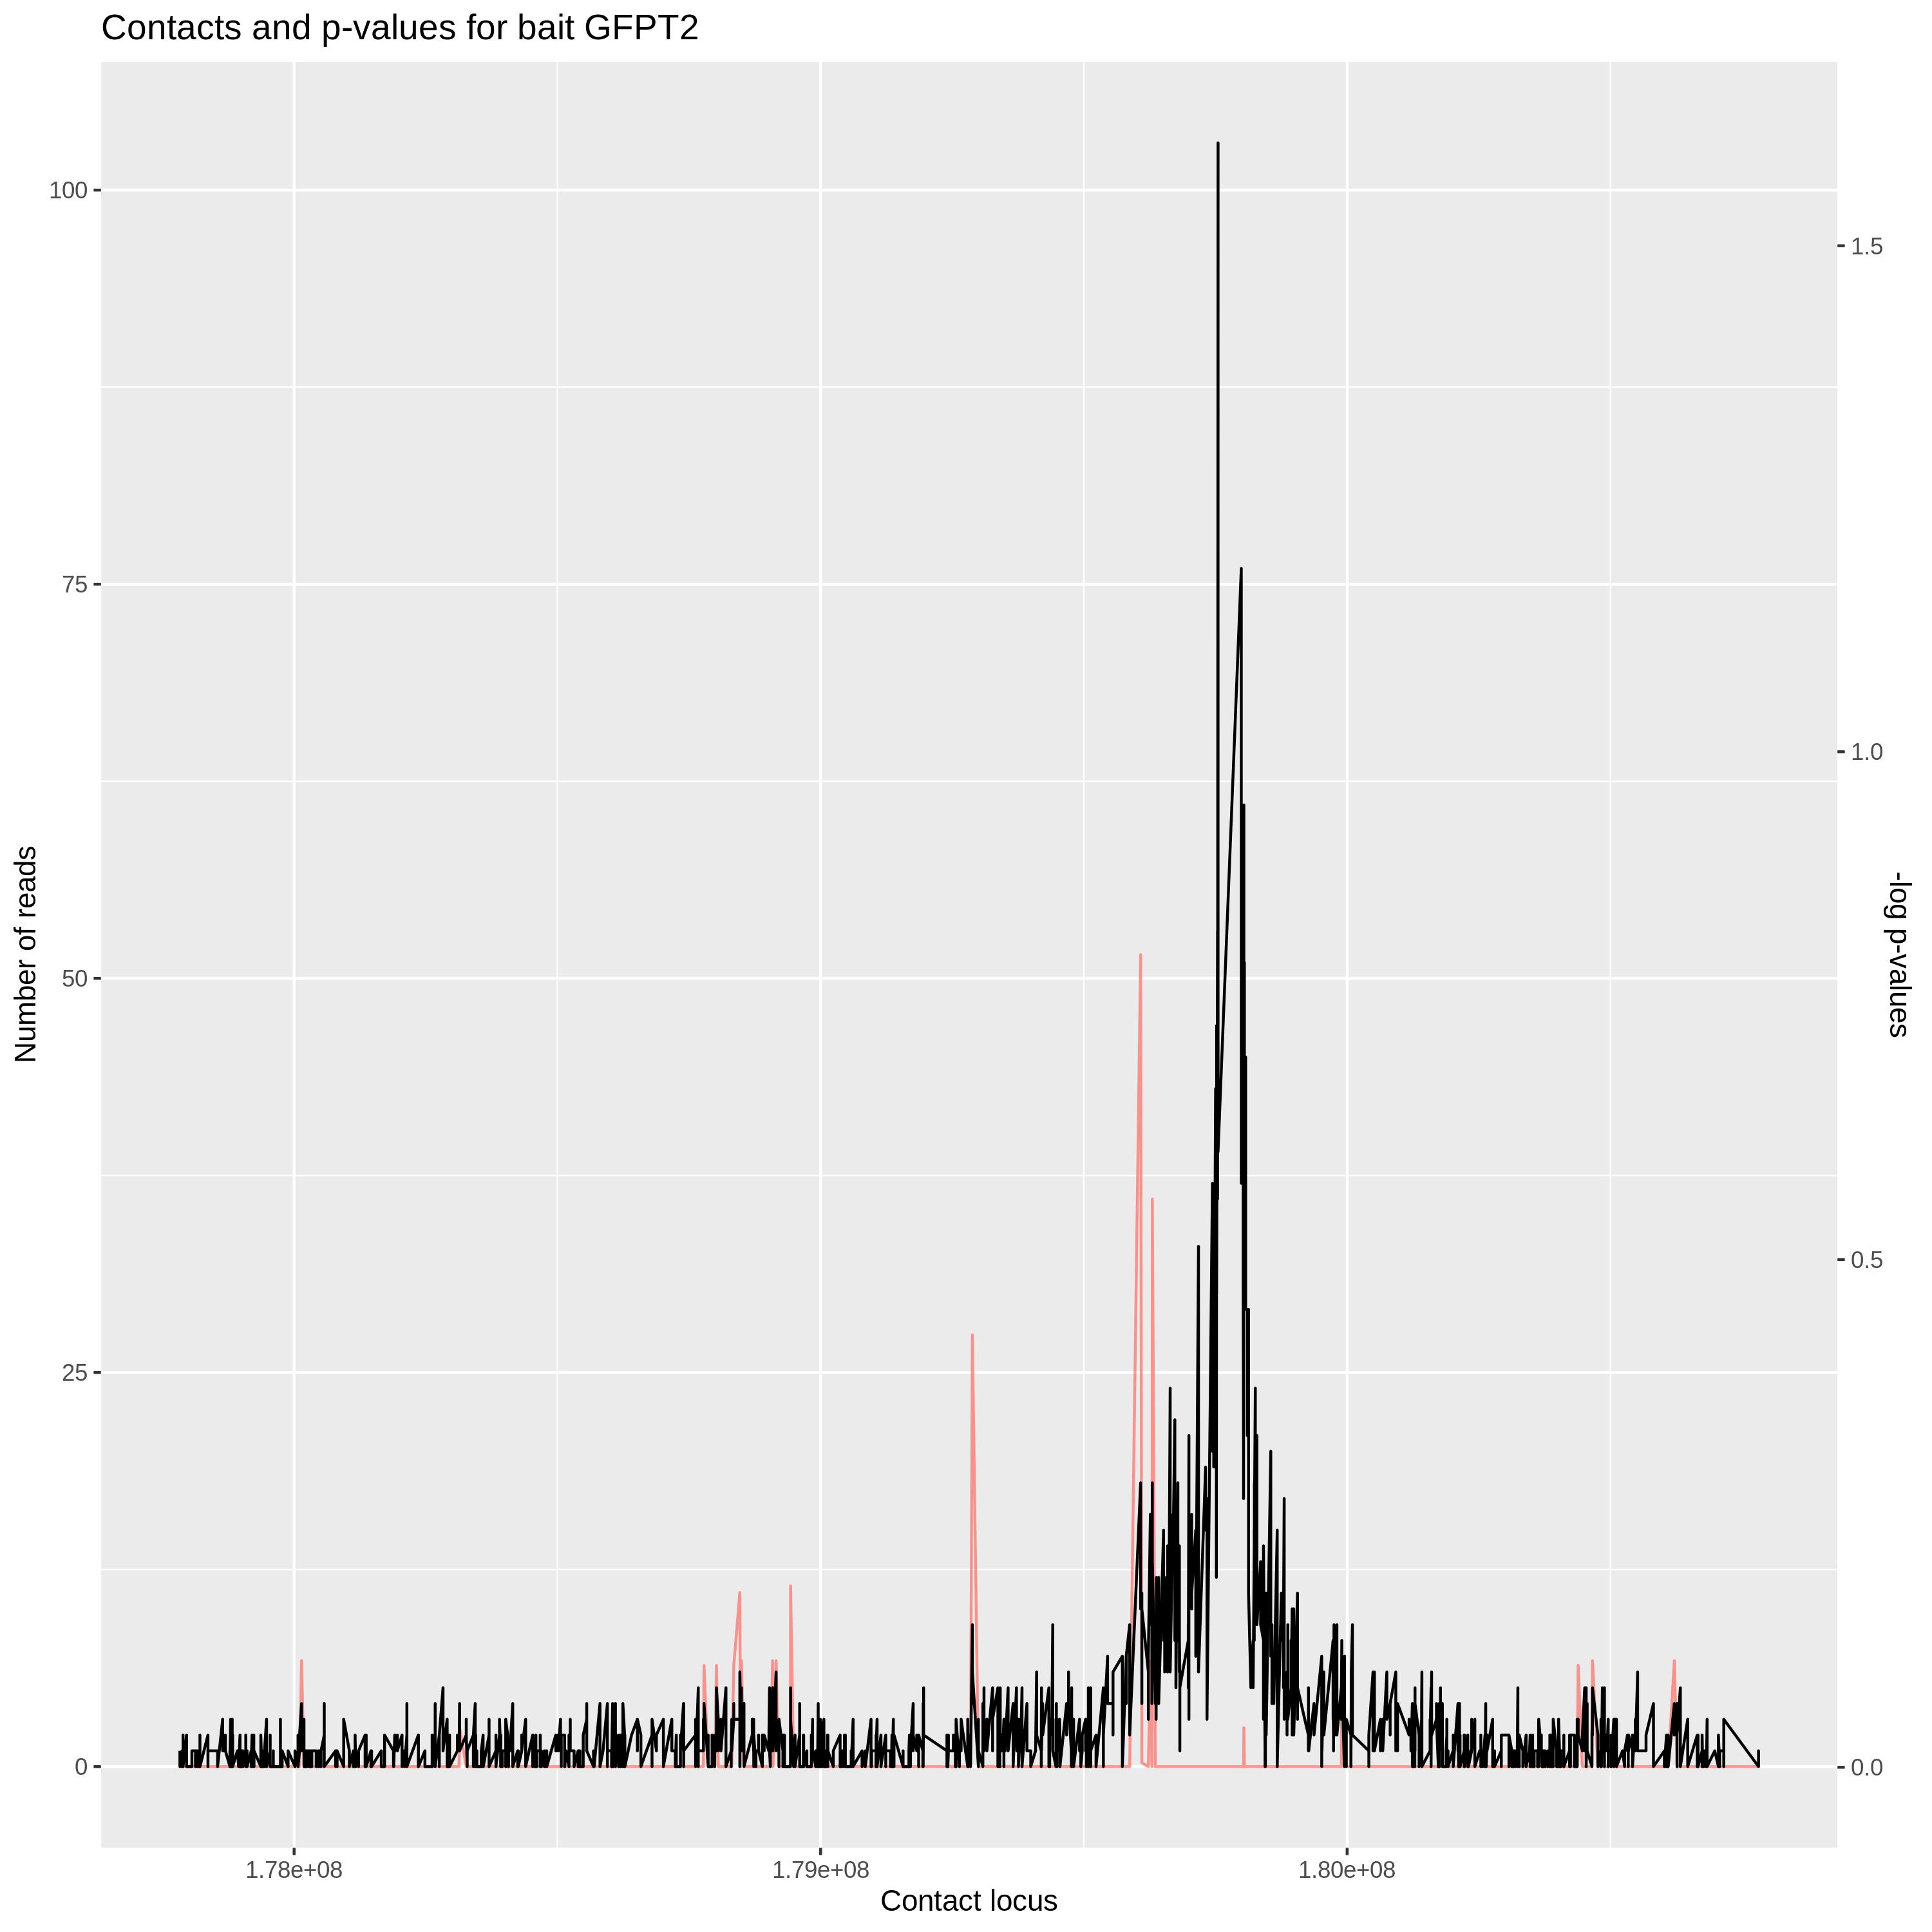 Contacts and p-values for bait GFPT2
100
75
50
25
0
Number of reads
1.5
1.0
0.5
0.0
-log p-values
1.78e+08
1.79e+08
1.80e+08
Contact locus